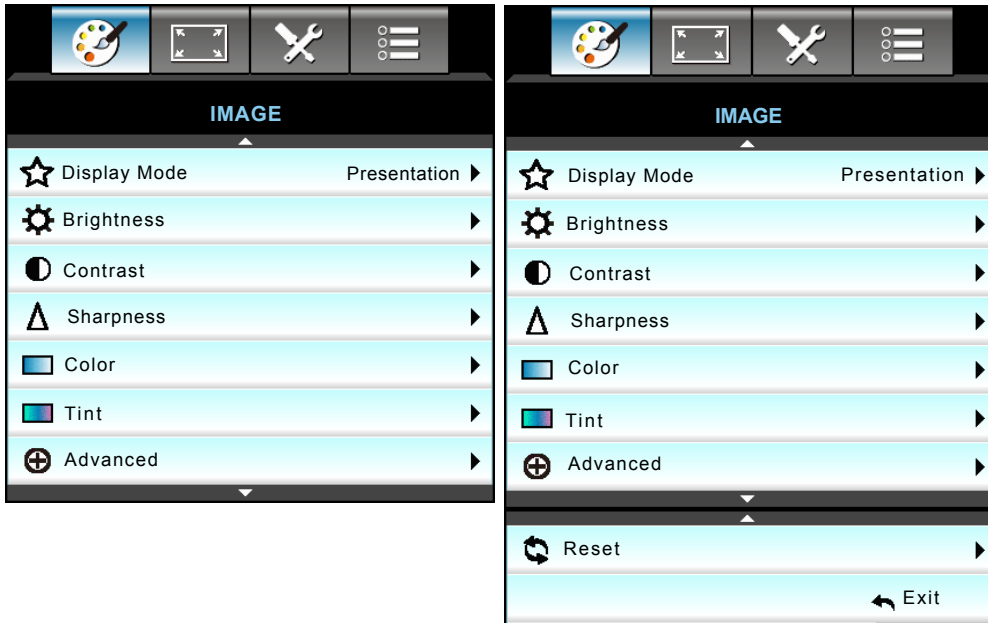 IMAGE
Display Mode Presentation
Brightness
Contrast
Sharpness
Color
Tint
Advanced
IMAGE
Display Mode Presentation
Brightness
Contrast
Sharpness
Color
Tint
Advanced
Reset
Exit